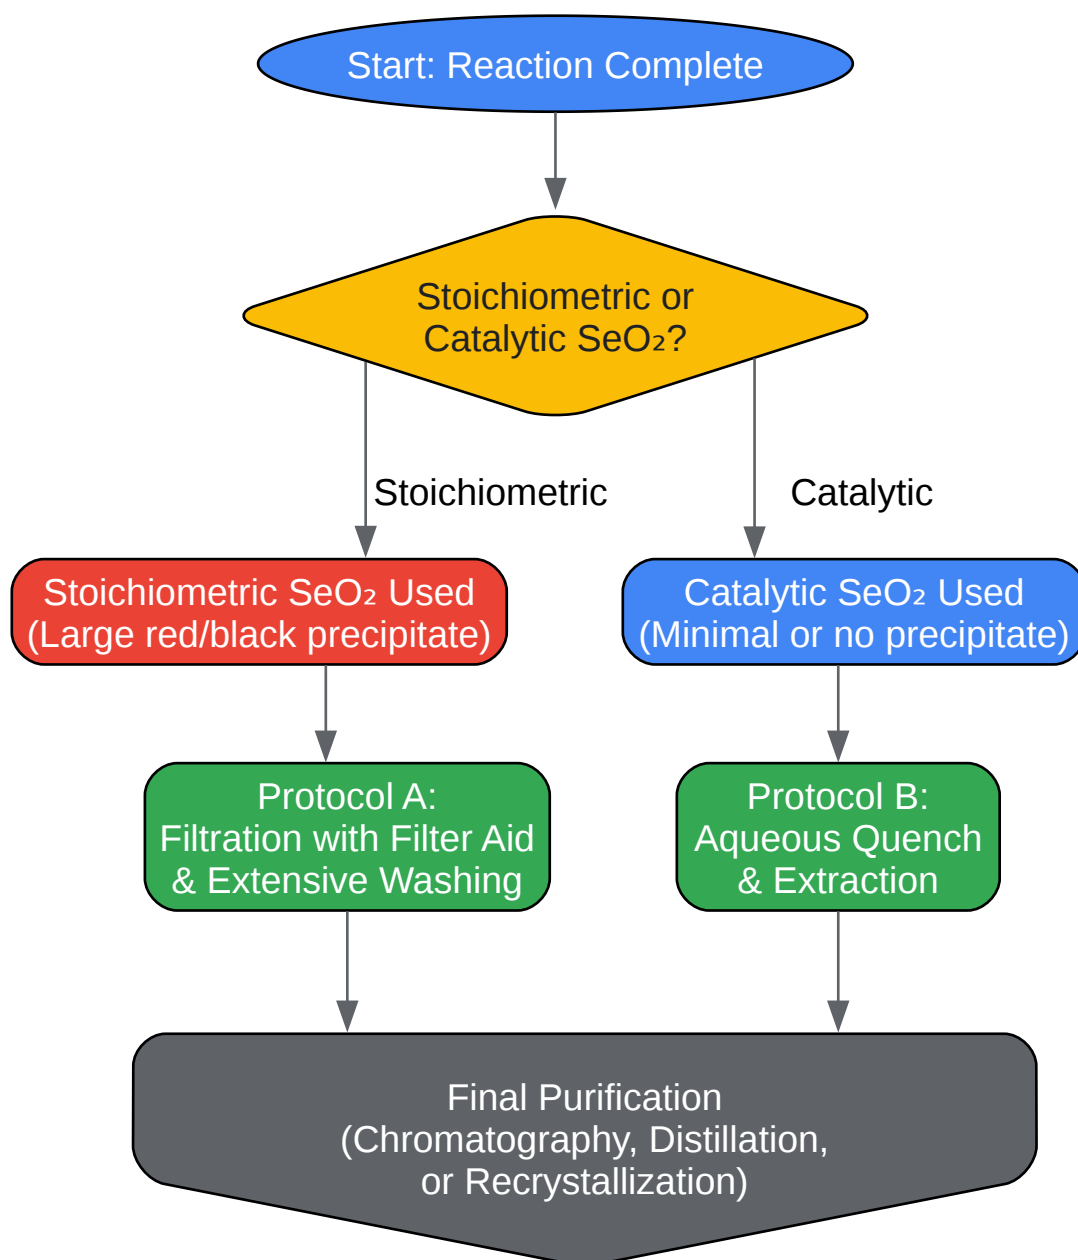 Start: Reaction Complete
Stoichiometric or
Catalytic SeO₂?
Stoichiometric
Catalytic
Stoichiometric SeO₂ Used
(Large red/black precipitate)
Catalytic SeO₂ Used
(Minimal or no precipitate)
Protocol A:
Filtration with Filter Aid
& Extensive Washing
Protocol B:
Aqueous Quench
& Extraction
Final Purification
(Chromatography, Distillation,
or Recrystallization)